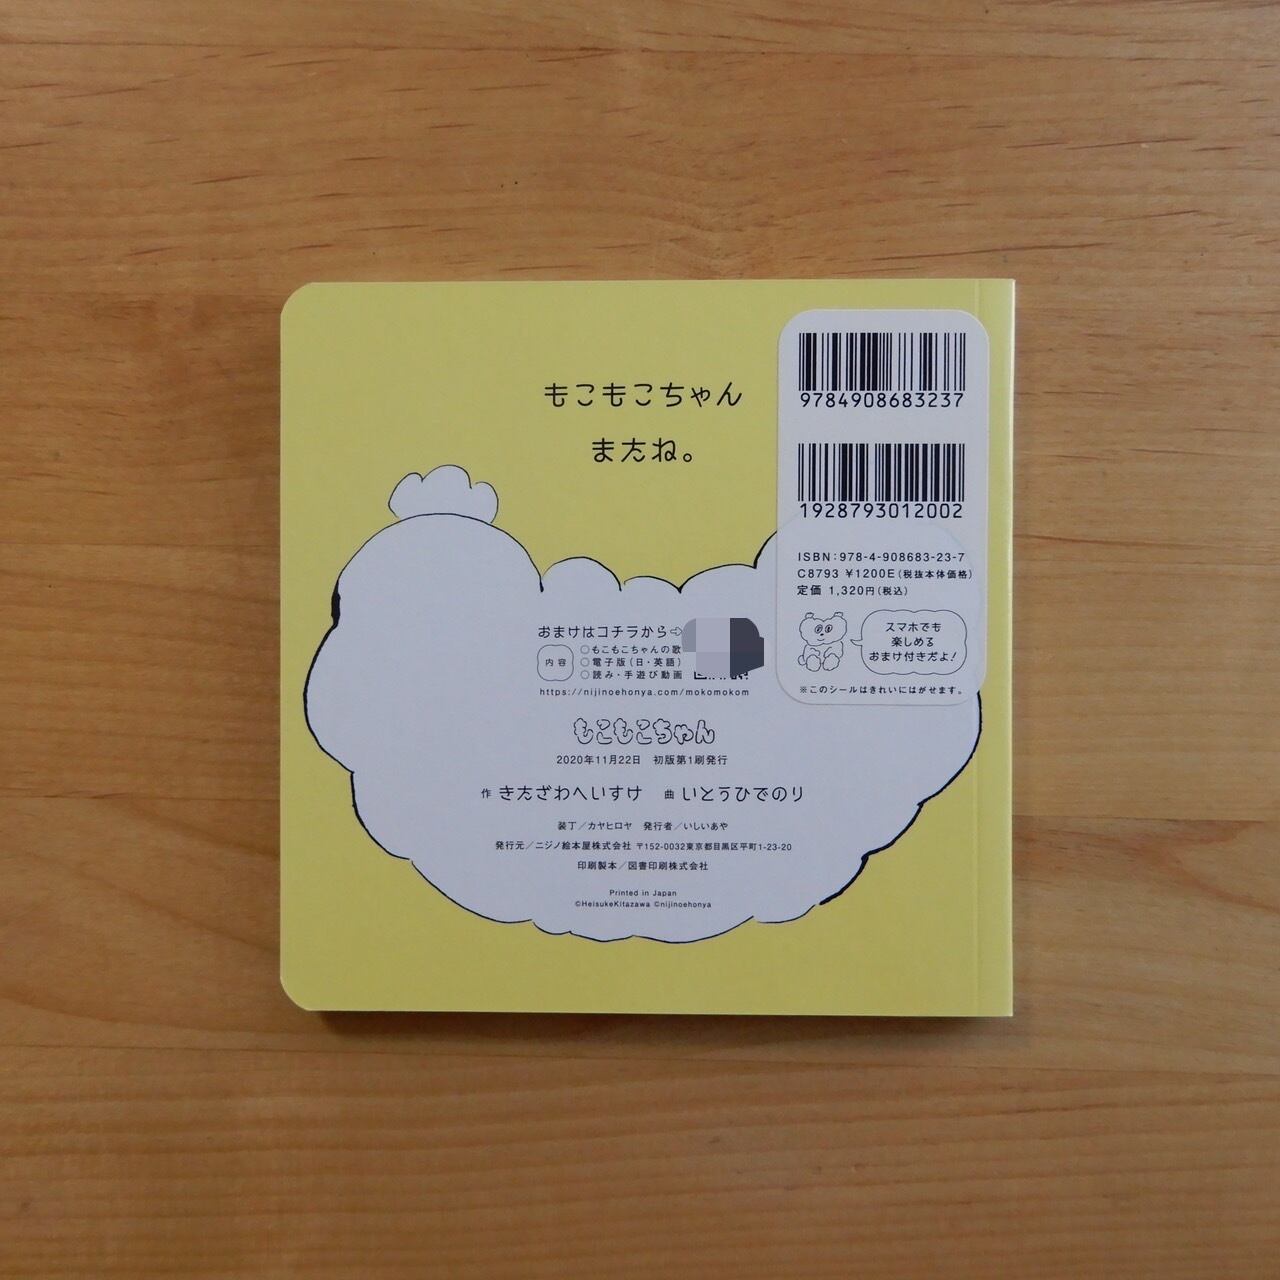 もこもこちゃん
またね。
9784908683237
1928793012002
ISBN：978-4-908683-23-7
C8793 ¥1200E（税抜本体価格）
定価 1,320円（税込）
スマホでも
楽しめる
おまけ付きだよ！
※このシールはきれいにはがせます。
おまけはコチラから⇨
内容
○もこもこちゃんの歌
○電子版（日・英語）
○読み・手遊び動画
https://nijinoehonya.com/mokomokom
もこもこちゃん
2020年11月22日　初版第1刷発行
作 きたざわへいすけ　曲 いとうひでのり
装丁／カヤヒロヤ　発行者／いしいあや
発行元／ニジノ絵本屋株式会社 〒152-0032東京都目黒区平町1-23-20
印刷製本／図書印刷株式会社
Printed in Japan
©HeisukeKitazawa ©nijinoehonya